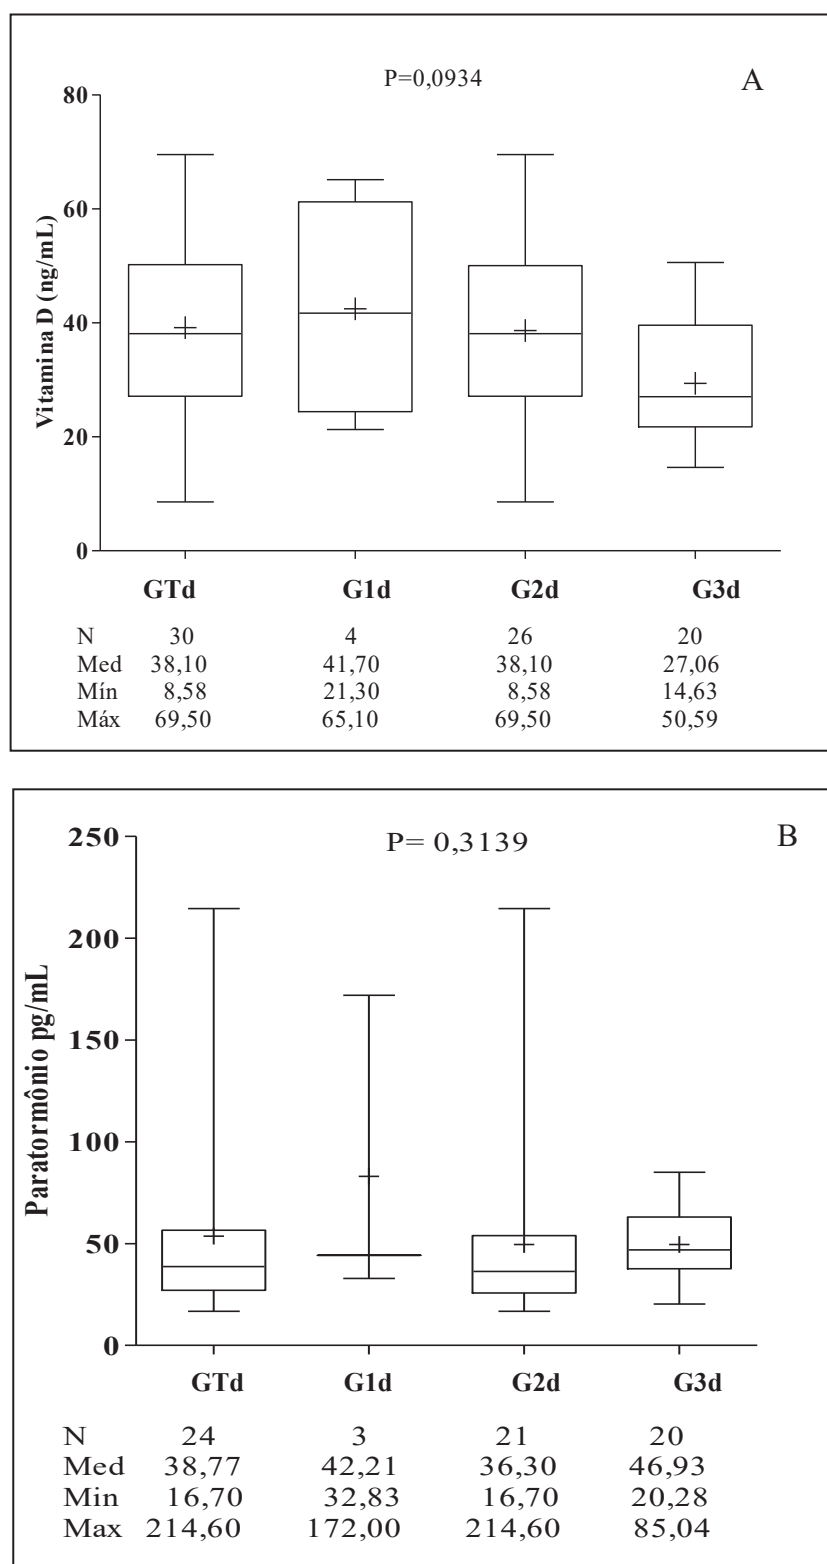 P=0,0934 A
80
60
40
20
0
Vitamina D (ng/mL)
GTd G1d G2d G3d
N 30 4 26 20
Med 38,10 41,70 38,10 27,06
Mín 8,58 21,30 8,58 14,63
Máx 69,50 65,10 69,50 50,59
P= 0,3139 B
250
200
150
100
50
0
Paratormônio pg/mL
GTd G1d G2d G3d
N 24 3 21 20
Med 38,77 42,21 36,30 46,93
Min 16,70 32,83 16,70 20,28
Max 214,60 172,00 214,60 85,04